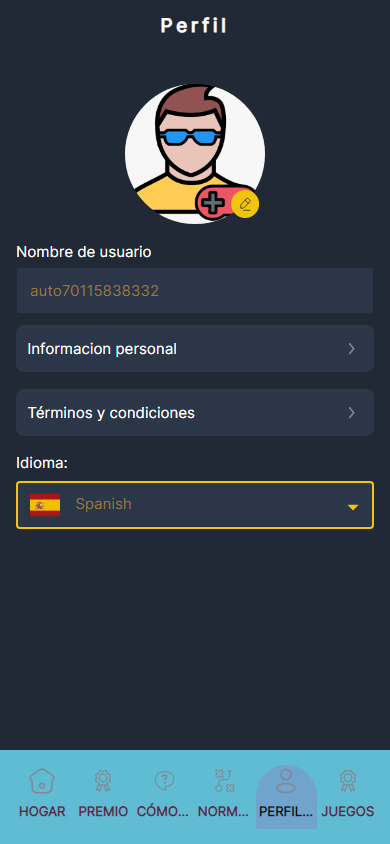 Perfil
Nombre de usuario
auto70115838332
Informacion personal
Términos y condiciones
Idioma:
Spanish
HOGAR PREMIO CÓMO... NORM... PERFIL... JUEGOS